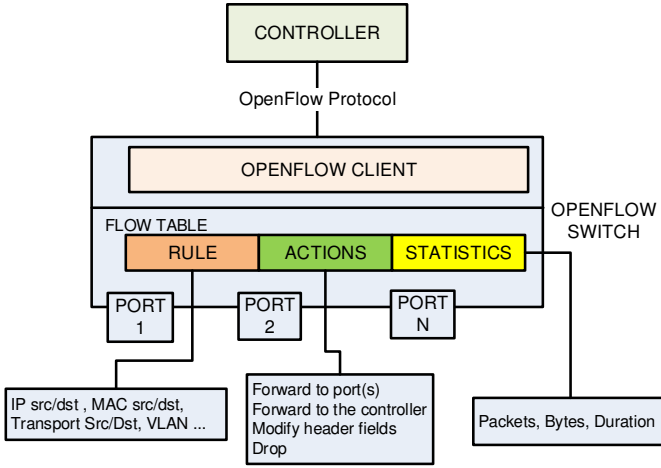 CONTROLLER
OpenFlow Protocol
OPENFLOW CLIENT
OPENFLOW
SWITCH
FLOW TABLE
RULE
ACTIONS
STATISTICS
PORT
1
PORT
2
PORT
N
IP src/dst , MAC src/dst,
Transport Src/Dst, VLAN ...
Forward to port(s)
Forward to the controller
Modify header fields
Drop
Packets, Bytes, Duration